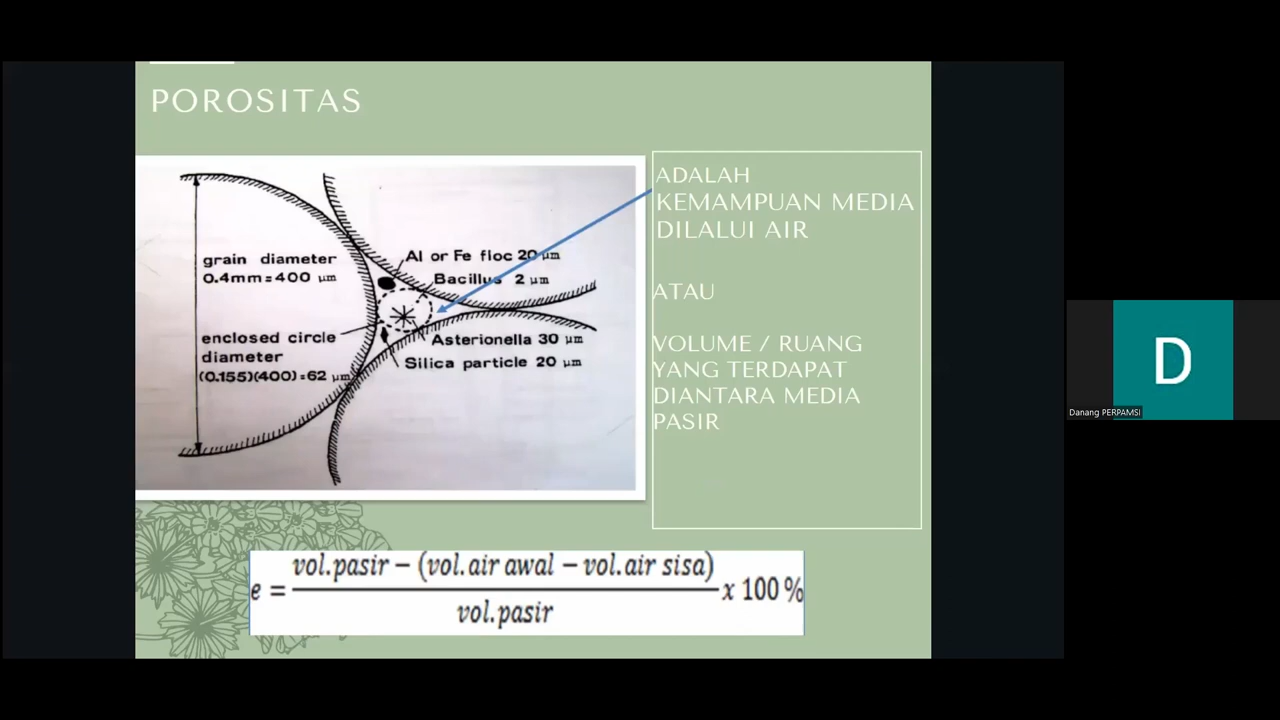 POROSITAS
grain diameter
0.4mm=400 µm
Al or Fe floc 20 µm
Bacillus 2 µm
enclosed circle
diameter
(0.155)(400)=62 µm
Asterionella 30 µm
Silica particle 20 µm
ADALAH
KEMAMPUAN MEDIA
DILALUI AIR
ATAU
VOLUME / RUANG
YANG TERDAPAT
DIANTARA MEDIA
PASIR
e = vol.pasir – (vol.air awal – vol.air sisa)
vol.pasir
x 100 %
D
Danang PERPAMSI